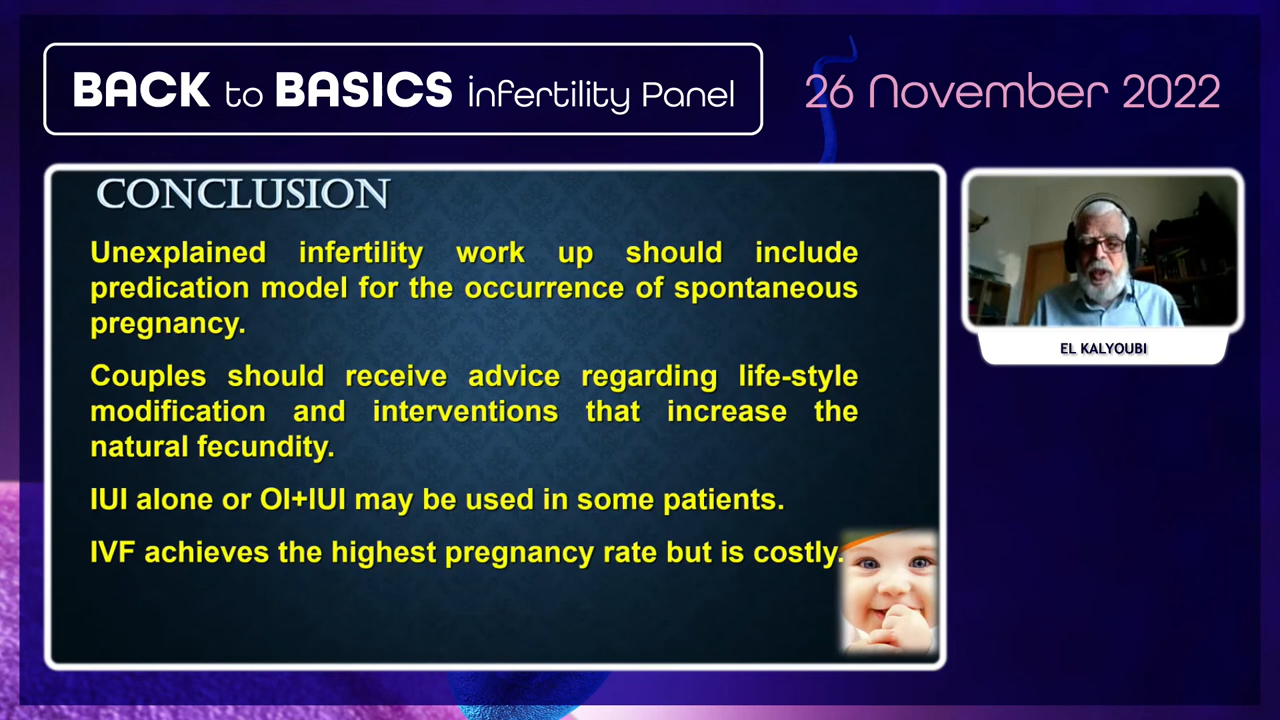 BACK to BASICS infertility Panel
26 November 2022
CONCLUSION
Unexplained infertility work up should include
predication model for the occurrence of spontaneous
pregnancy.
Couples should receive advice regarding life-style
modification and interventions that increase the
natural fecundity.
IUI alone or OI+IUI may be used in some patients.
IVF achieves the highest pregnancy rate but is costly.
EL KALYOUBI